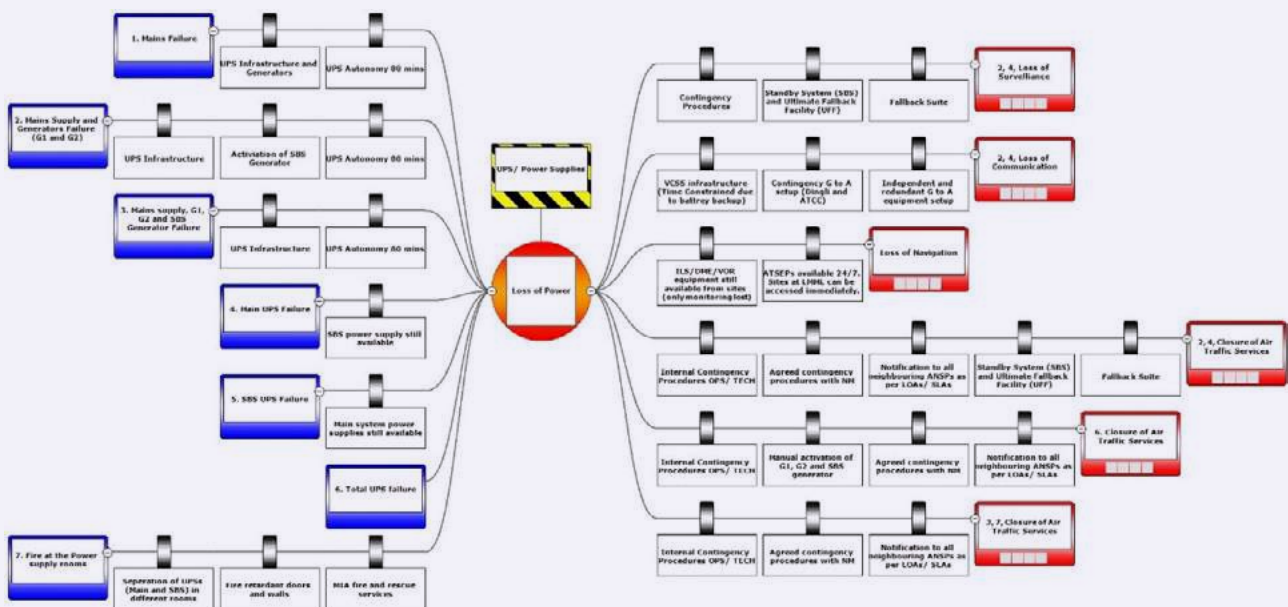 1. Mains Failure
UPS Infrastructure
and Generators
UPS Autonomy 80 mins
2. Mains Supply and
Generators Failure
(G1 and G2)
UPS Infrastructure
Activiation of SBS
Generator
UPS Autonomy 80 mins
3. Mains supply, G1,
G2 and SBS
Generator Failure
UPS Infrastructure
UPS Autonomy 80 mins
4. Main UPS Failure
SBS power supply still
available
5. SBS UPS Failure
Main system power
supplies still available
6. Total UPS failure
7. Fire at the Power
supply rooms
Seperation of UPSs
(Main and SBS) in
different rooms
Fire retardant doors
and walls
MIA fire and rescue
services
UPS/ Power Supplies
Loss of Power
Contingency
Procedures
Standby System (SBS)
and Ultimate Fallback
Facility (UFF)
Fallback Suite
2, 4, Loss of
Survelliance
VCSS infrastructure
(Time Constrained due
to battrey backup)
Contingency G to A
setup (Dingli and
ATCC)
Independent and
redundant G to A
equipment setup
2, 4, Loss of
Communication
ILS/DME/VOR
equipment still
available from sites
(only monitoring lost)
ATSEPs available 24/7.
Sites at LMML can be
accessed immediately.
Loss of Navigation
Internal Contingency
Procedures OPS/ TECH
Agreed contingency
procedures with NM
Notification to all
neighbouring ANSPs as
per LOAs/ SLAs
Standby System (SBS)
and Ultimate Fallback
Facility (UFF)
Fallback Suite
2, 4, Closure of Air
Traffic Services
Internal Contingency
Procedures OPS/ TECH
Manual activation of
G1, G2 and SBS
generator
Agreed contingency
procedures with NM
Notification to all
neighbouring ANSPs as
per LOAs/ SLAs
6. Closure of Air
Traffic Services
Internal Contingency
Procedures OPS/ TECH
Agreed contingency
procedures with NM
Notification to all
neighbouring ANSPs as
per LOAs/ SLAs
3, 7, Closure of Air
Traffic Services